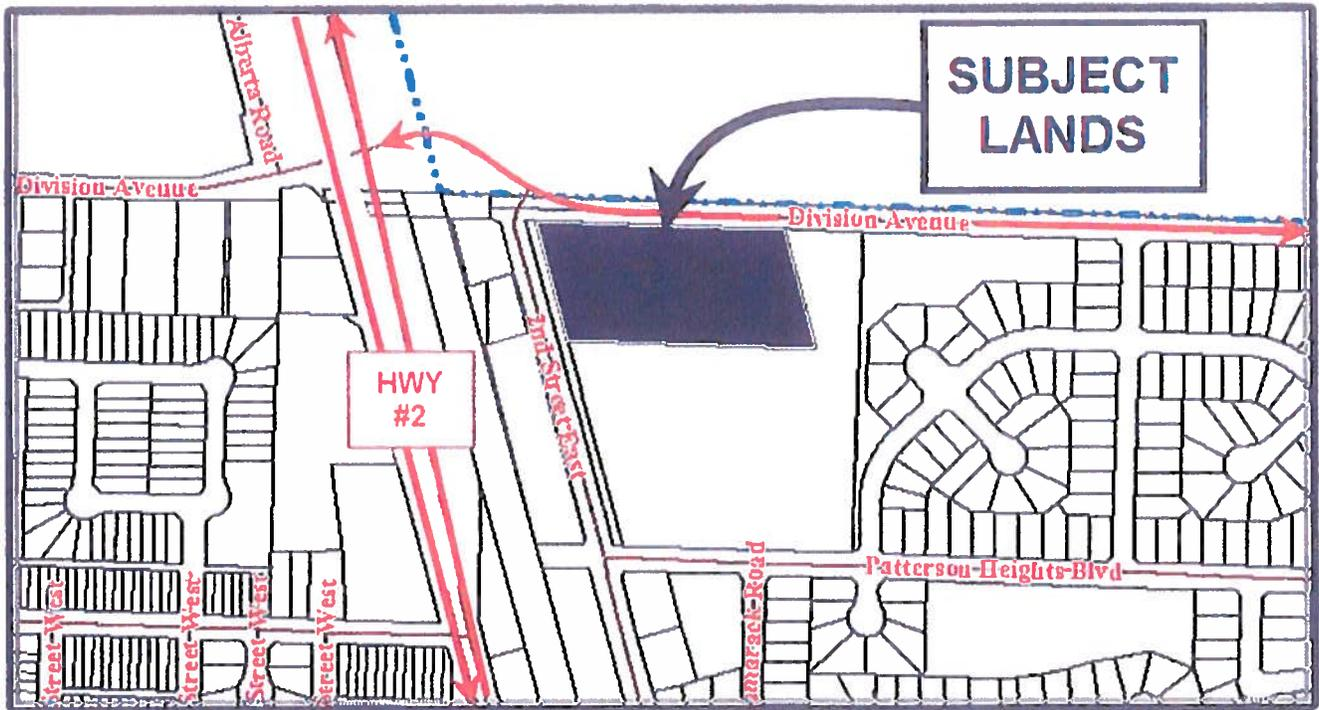 Alberta Road
SUBJECT
LANDS
Division Avenue
Division Avenue
HWY
#2
2nd Street East
Patterson Heights Blvd
Street West
Street West
Street West
Street West
Road